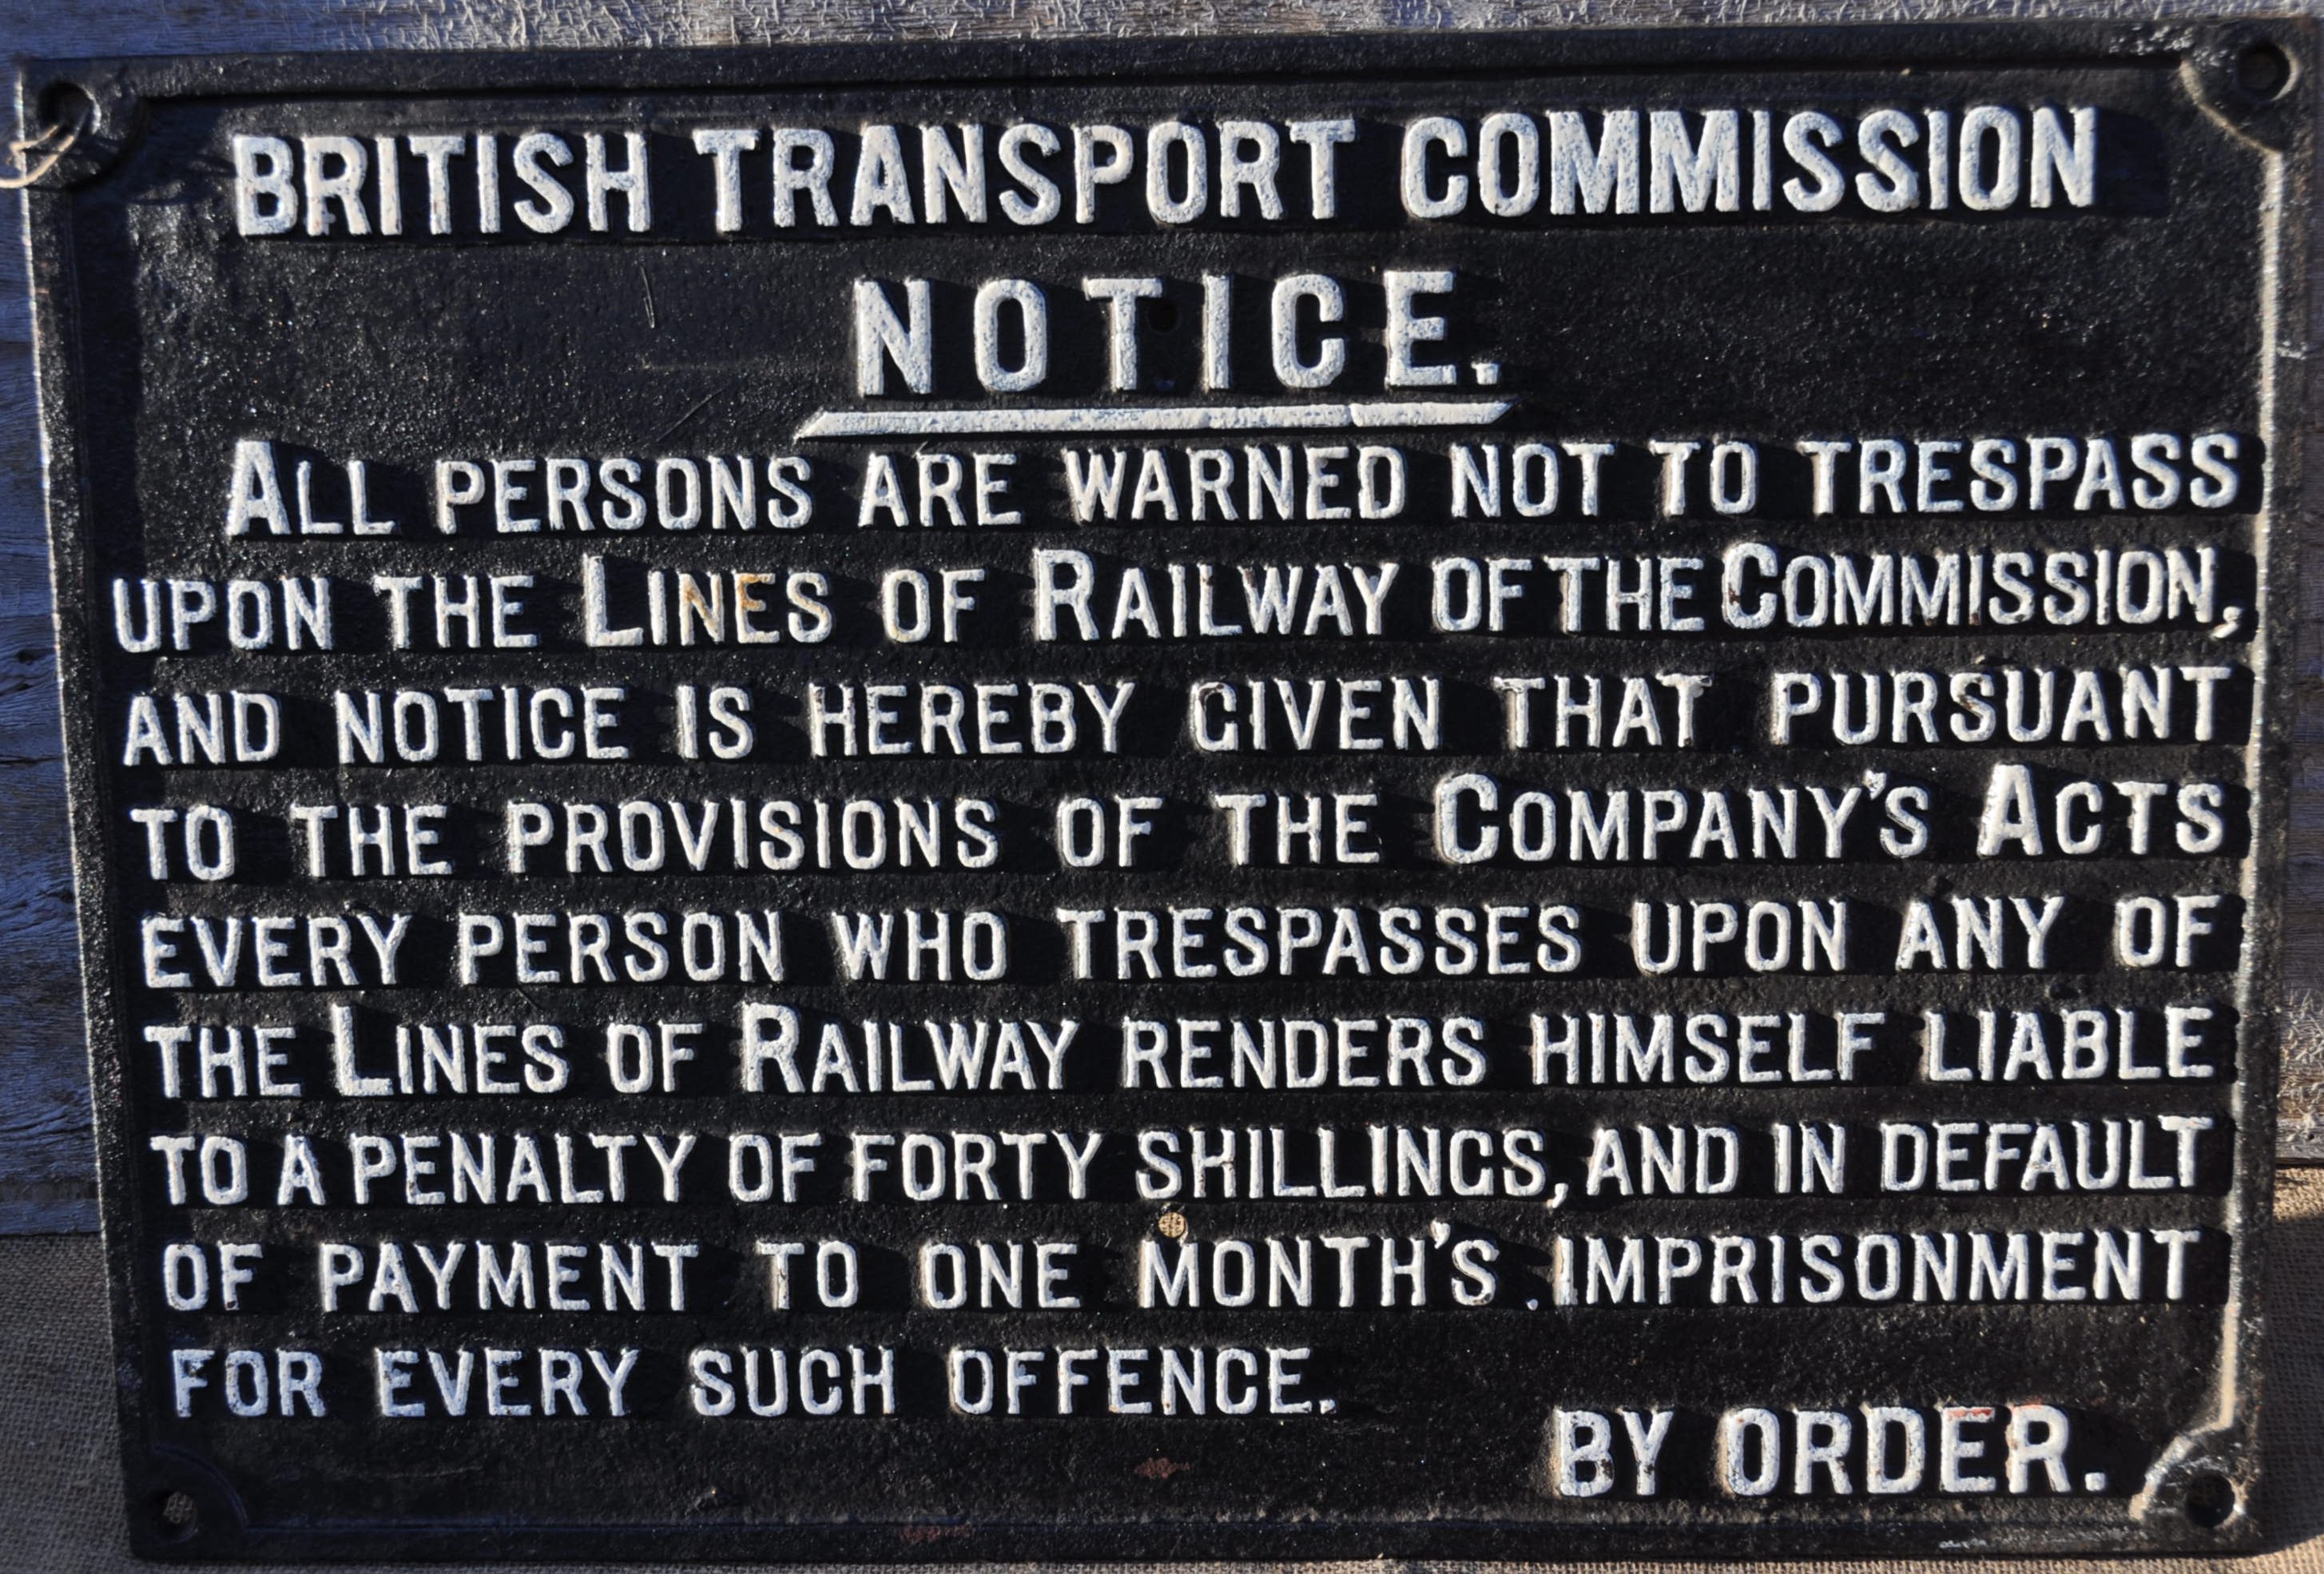 BRITISH TRANSPORT COMMISSION
NOTICE.
ALL PERSONS ARE WARNED NOT TO TRESPASS
UPON THE LINES OF RAILWAY OF THE COMMISSION,
AND NOTICE IS HEREBY GIVEN THAT PURSUANT
TO THE PROVISIONS OF THE COMPANY'S ACTS
EVERY PERSON WHO TRESPASSES UPON ANY OF
THE LINES OF RAILWAY RENDERS HIMSELF LIABLE
TO A PENALTY OF FORTY SHILLINGS, AND IN DEFAULT
OF PAYMENT TO ONE MONTH'S IMPRISONMENT
FOR EVERY SUCH OFFENCE.
BY ORDER.